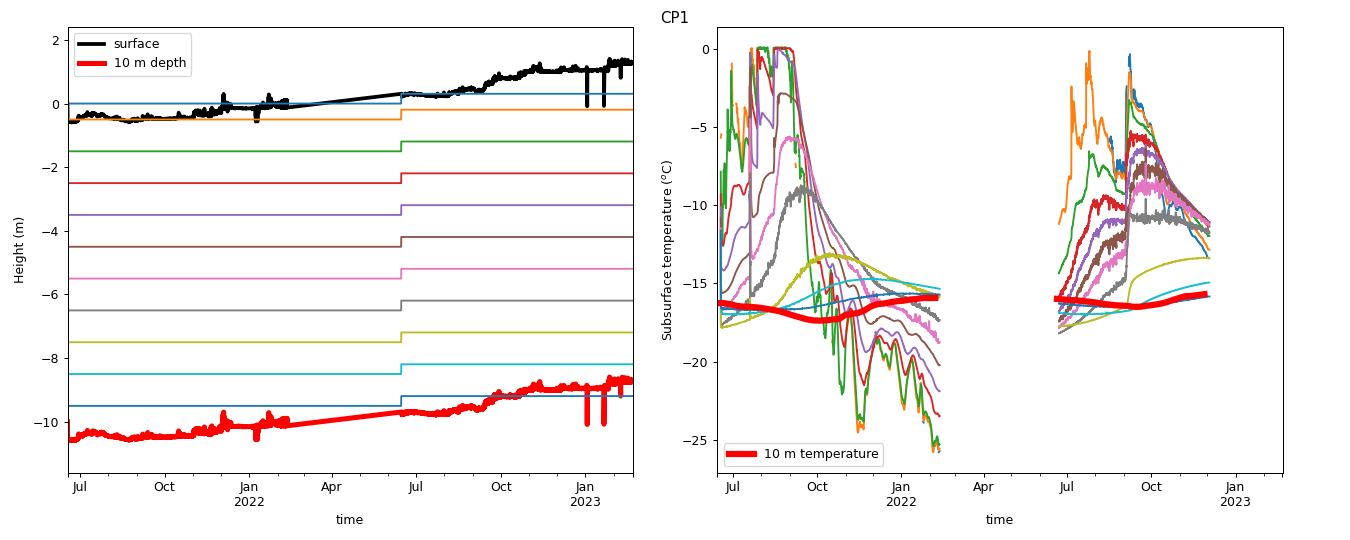 CP1
2
0
−2
−4
−6
−8
−10
Height (m)
surface
10 m depth
Jul
Oct
Jan
2022
Apr
Jul
Oct
Jan
2023
time
0
−5
−10
−15
−20
−25
Subsurface temperature (°C)
10 m temperature
Jul
Oct
Jan
2022
Apr
Jul
Oct
Jan
2023
time